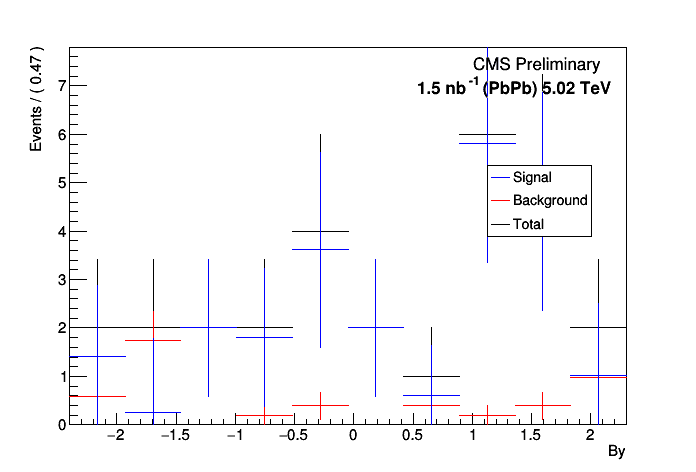 CMS Preliminary
1.5 nb⁻¹ (PbPb) 5.02 TeV
Events / ( 0.47 )
7
6
5
4
3
2
1
0
Signal
Background
Total
−2 −1.5 −1 −0.5 0 0.5 1 1.5 2
By